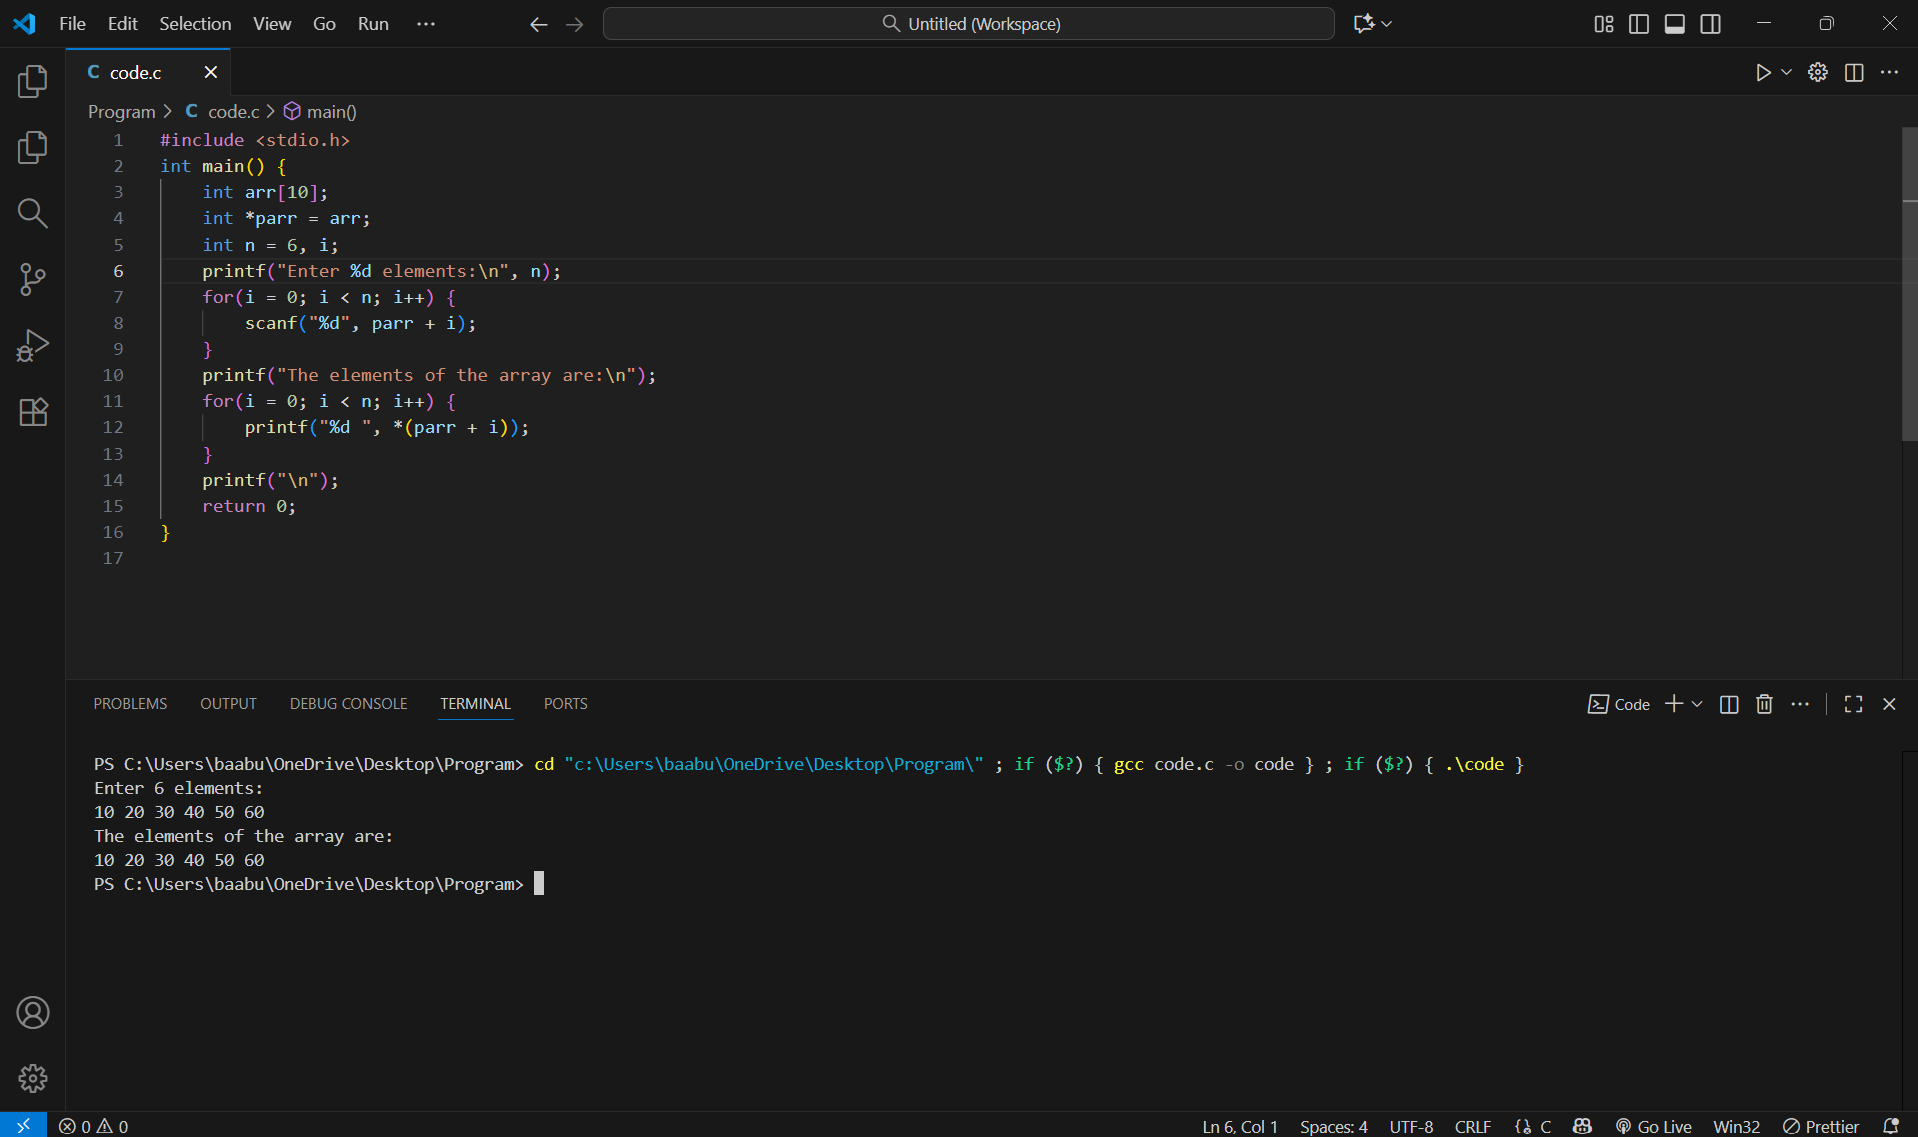 File Edit Selection View Go Run ··· Untitled (Workspace)
C code.c
Program > C code.c > main()
1 #include <stdio.h>
2 int main() {
3     int arr[10];
4     int *parr = arr;
5     int n = 6, i;
6     printf("Enter %d elements:\n", n);
7     for(i = 0; i < n; i++) {
8         scanf("%d", parr + i);
9     }
10     printf("The elements of the array are:\n");
11     for(i = 0; i < n; i++) {
12         printf("%d ", *(parr + i));
13     }
14     printf("\n");
15     return 0;
16 }
17
PROBLEMS OUTPUT DEBUG CONSOLE TERMINAL PORTS Code
PS C:\Users\baabu\OneDrive\Desktop\Program> cd "c:\Users\baabu\OneDrive\Desktop\Program\" ; if ($?) { gcc code.c -o code } ; if ($?) { .\code }
Enter 6 elements:
10 20 30 40 50 60
The elements of the array are:
10 20 30 40 50 60
PS C:\Users\baabu\OneDrive\Desktop\Program>
0 0 Ln 6, Col 1 Spaces: 4 UTF-8 CRLF C Go Live Win32 Prettier